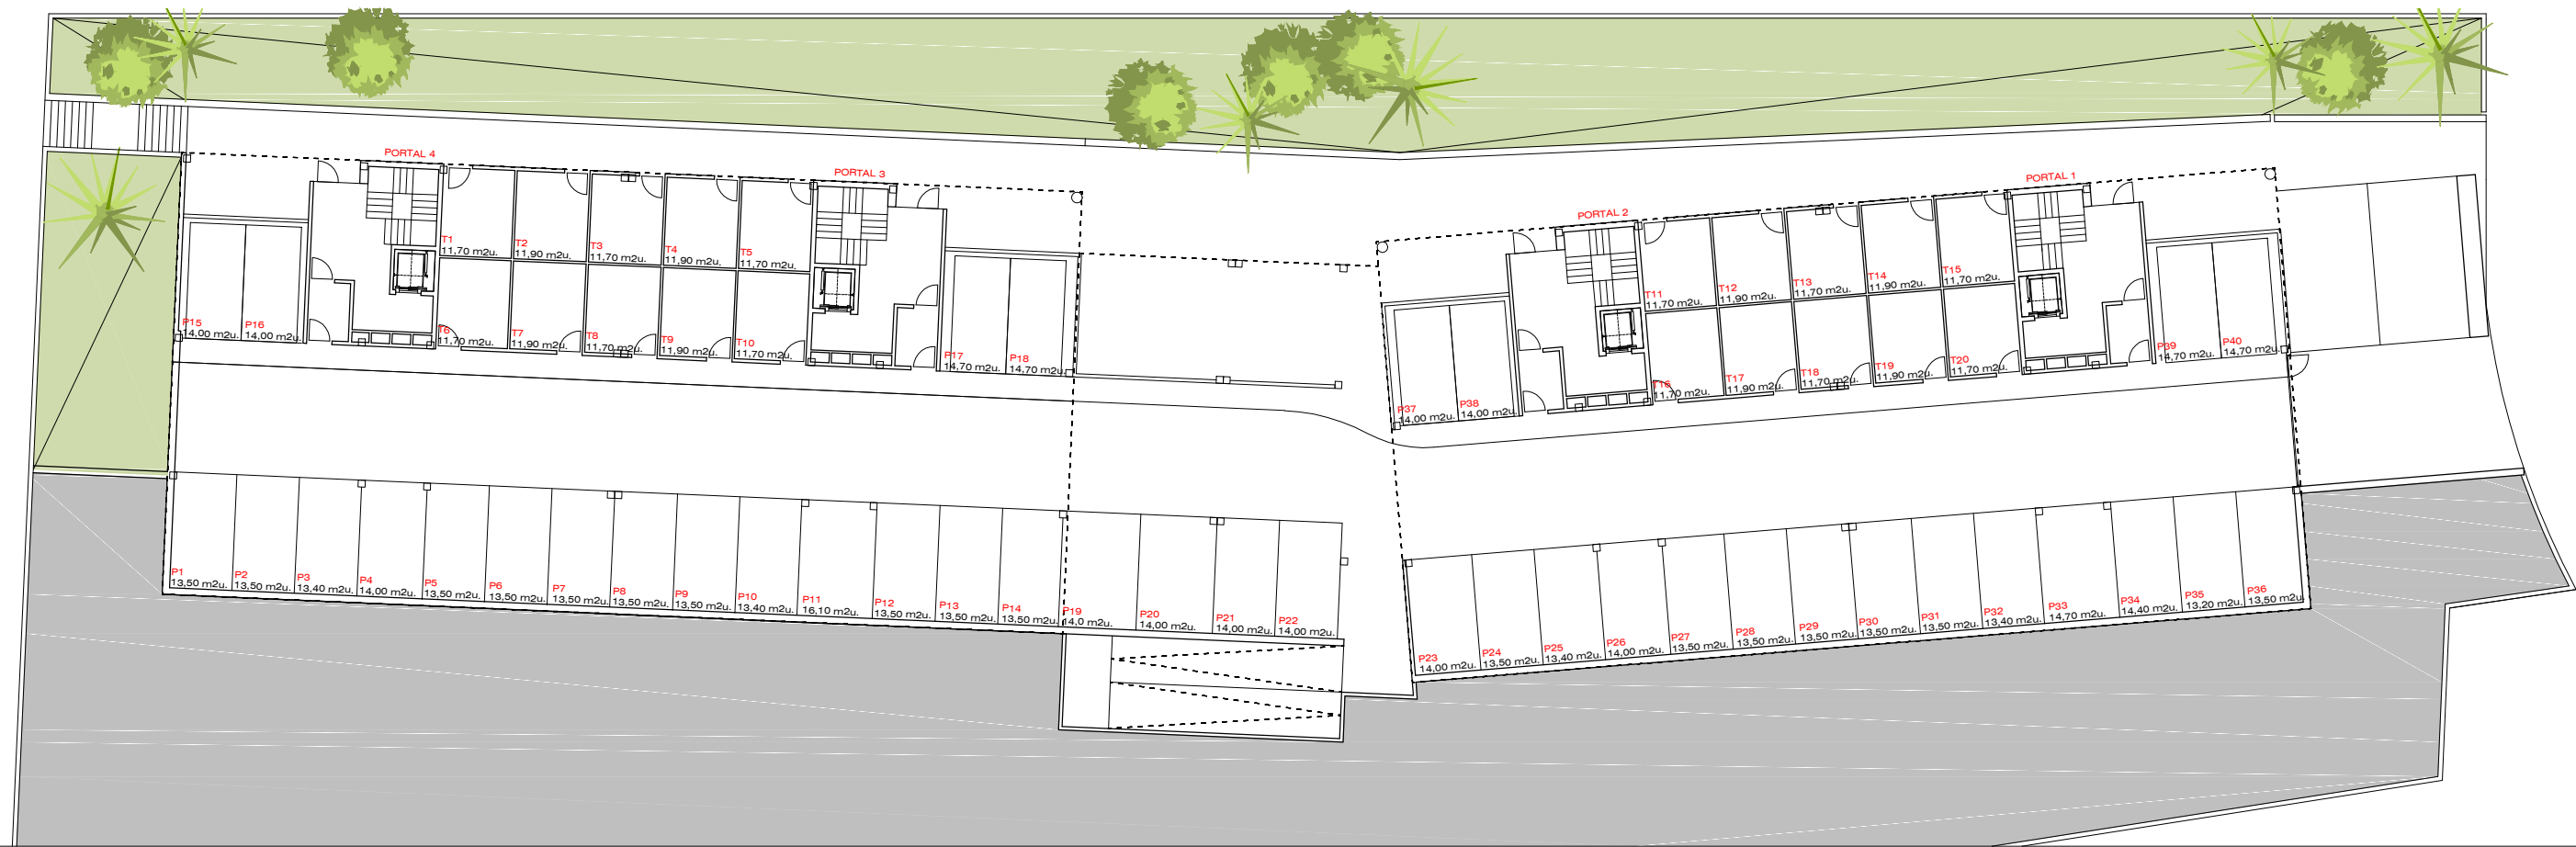 PORTAL 4
PORTAL 3
PORTAL 2
PORTAL 1
T1
11,70 m2u.
T2
11,90 m2u.
T3
11,70 m2u.
T4
11,90 m2u.
T5
11,70 m2u.
P15
14,00 m2u.
P16
14,00 m2u.
T6
11,70 m2u.
T7
11,90 m2u.
T8
11,70 m2u.
T9
11,90 m2u.
T10
11,70 m2u.
P17
14,70 m2u.
P18
14,70 m2u.
T11
11,70 m2u.
T12
11,90 m2u.
T13
11,70 m2u.
T14
11,90 m2u.
T15
11,70 m2u.
P37
14,00 m2u.
P38
14,00 m2u.
T16
11,70 m2u.
T17
11,90 m2u.
T18
11,70 m2u.
T19
11,90 m2u.
T20
11,70 m2u.
P39
14,70 m2u.
P40
14,70 m2u.
P1
13,50 m2u.
P2
13,50 m2u.
P3
13,40 m2u.
P4
14,00 m2u.
P5
13,50 m2u.
P6
13,50 m2u.
P7
13,50 m2u.
P8
13,50 m2u.
P9
13,50 m2u.
P10
13,40 m2u.
P11
16,10 m2u.
P12
13,50 m2u.
P13
13,50 m2u.
P14
13,50 m2u.
P19
14,0 m2u.
P20
14,00 m2u.
P21
14,00 m2u.
P22
14,00 m2u.
P23
14,00 m2u.
P24
13,50 m2u.
P25
13,40 m2u.
P26
14,00 m2u.
P27
13,50 m2u.
P28
13,50 m2u.
P29
13,50 m2u.
P30
13,50 m2u.
P31
13,50 m2u.
P32
13,40 m2u.
P33
14,70 m2u.
P34
14,40 m2u.
P35
13,20 m2u.
P36
13,50 m2u.